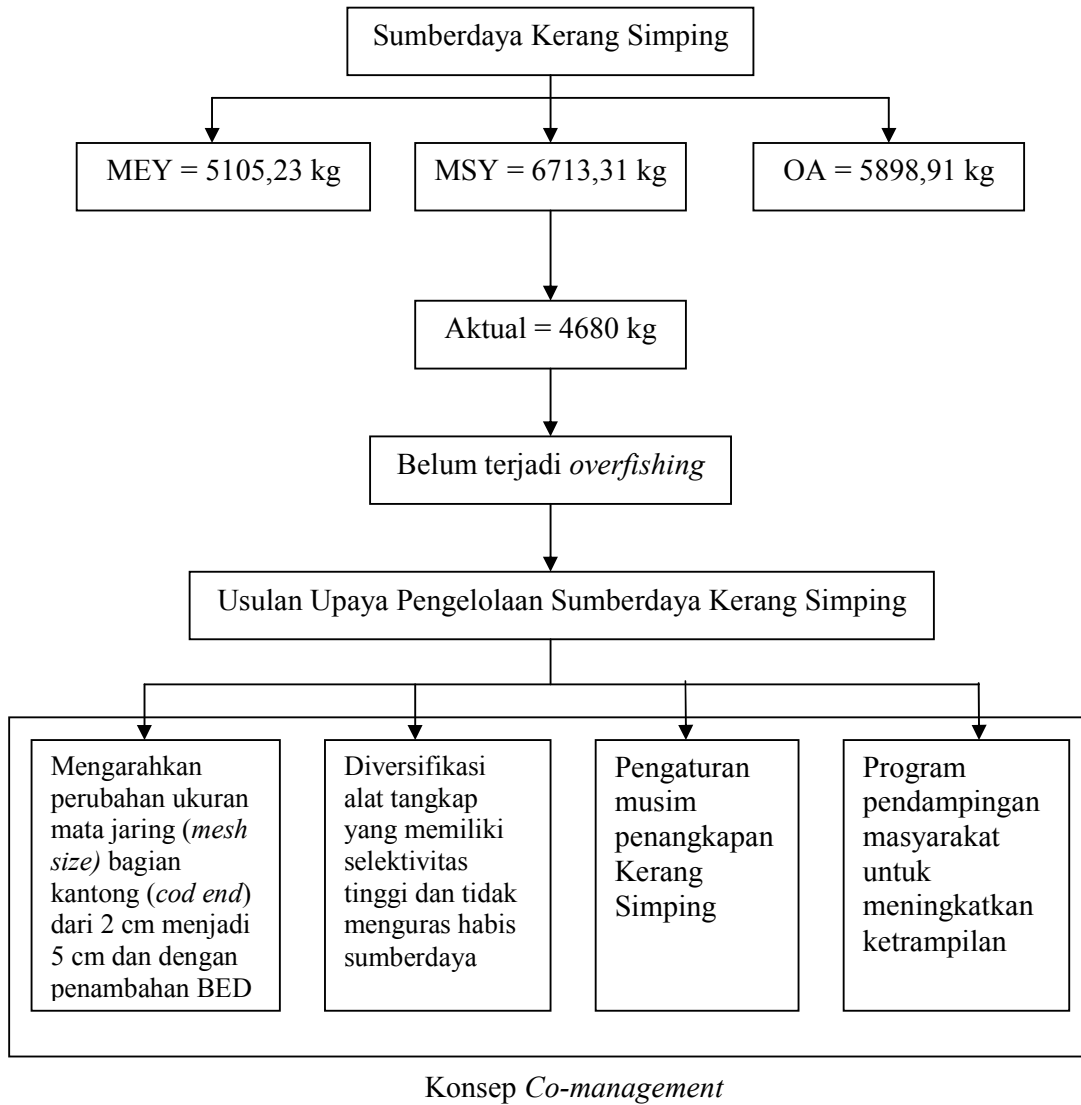 Sumberdaya Kerang Simping
MEY = 5105,23 kg
MSY = 6713,31 kg
OA = 5898,91 kg
Aktual = 4680 kg
Belum terjadi overfishing
Usulan Upaya Pengelolaan Sumberdaya Kerang Simping
Mengarahkan
perubahan ukuran
mata jaring (mesh
size) bagian
kantong (cod end)
dari 2 cm menjadi
5 cm dan dengan
penambahan BED
Diversifikasi
alat tangkap
yang memiliki
selektivitas
tinggi dan tidak
menguras habis
sumberdaya
Pengaturan
musim
penangkapan
Kerang
Simping
Program
pendampingan
masyarakat
untuk
meningkatkan
ketrampilan
Konsep Co-management